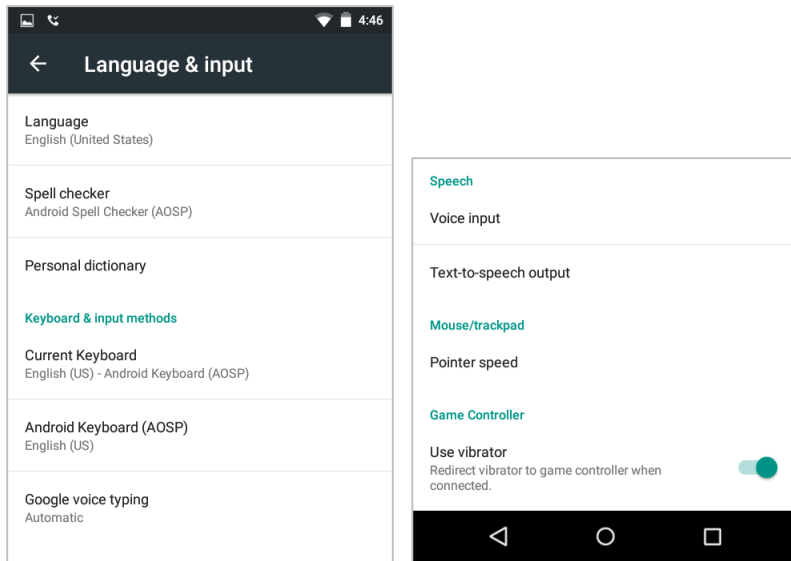 4:46
Language & input
Language
English (United States)
Spell checker
Android Spell Checker (AOSP)
Personal dictionary
Keyboard & input methods
Current Keyboard
English (US) - Android Keyboard (AOSP)
Android Keyboard (AOSP)
English (US)
Google voice typing
Automatic
Speech
Voice input
Text-to-speech output
Mouse/trackpad
Pointer speed
Game Controller
Use vibrator
Redirect vibrator to game controller when
connected.